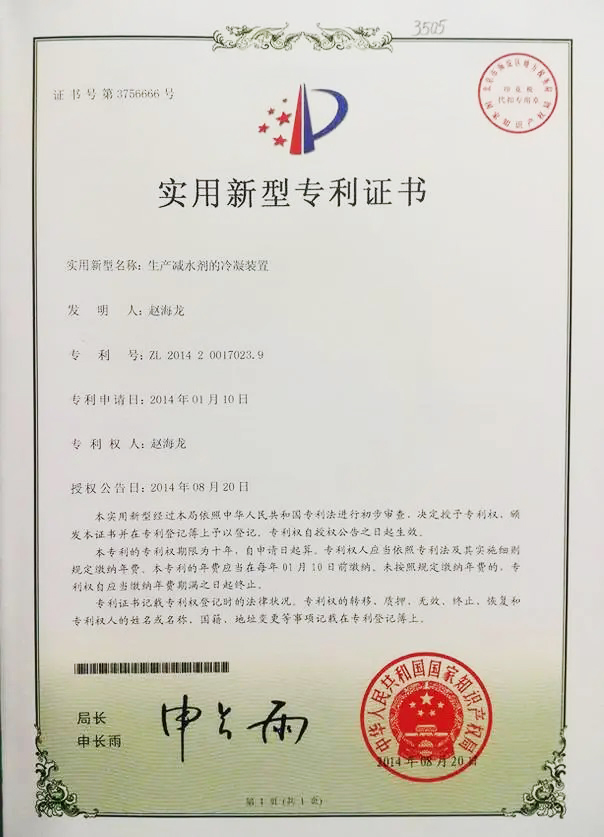 3505
证书号第3756666号
印花税
代扣专用章
实用新型专利证书
实用新型名称：生产减水剂的冷凝装置
发明人：赵海龙
专利号：ZL 2014 2 0017023.9
专利申请日：2014年01月10日
专利权人：赵海龙
授权公告日：2014年08月20日
本实用新型经过本局依照中华人民共和国专利法进行初步审查，决定授予专利权，颁
发本证书并在专利登记簿上予以登记。专利权自授权公告之日起生效。
本专利的专利权期限为十年，自申请日起算。专利权人应当依照专利法及其实施细则
规定缴纳年费。本专利的年费应当在每年01月10日前缴纳。未按照规定缴纳年费的，专
利权自应当缴纳年费期满之日起终止。
专利证书记载专利权登记时的法律状况。专利权的转移、质押、无效、终止、恢复和
专利权人的姓名或名称、国籍、地址变更等事项记载在专利登记簿上。
局长
申长雨
申长雨
中华人民共和国国家知识产权局
2014年08月20日
第1页(共1页)